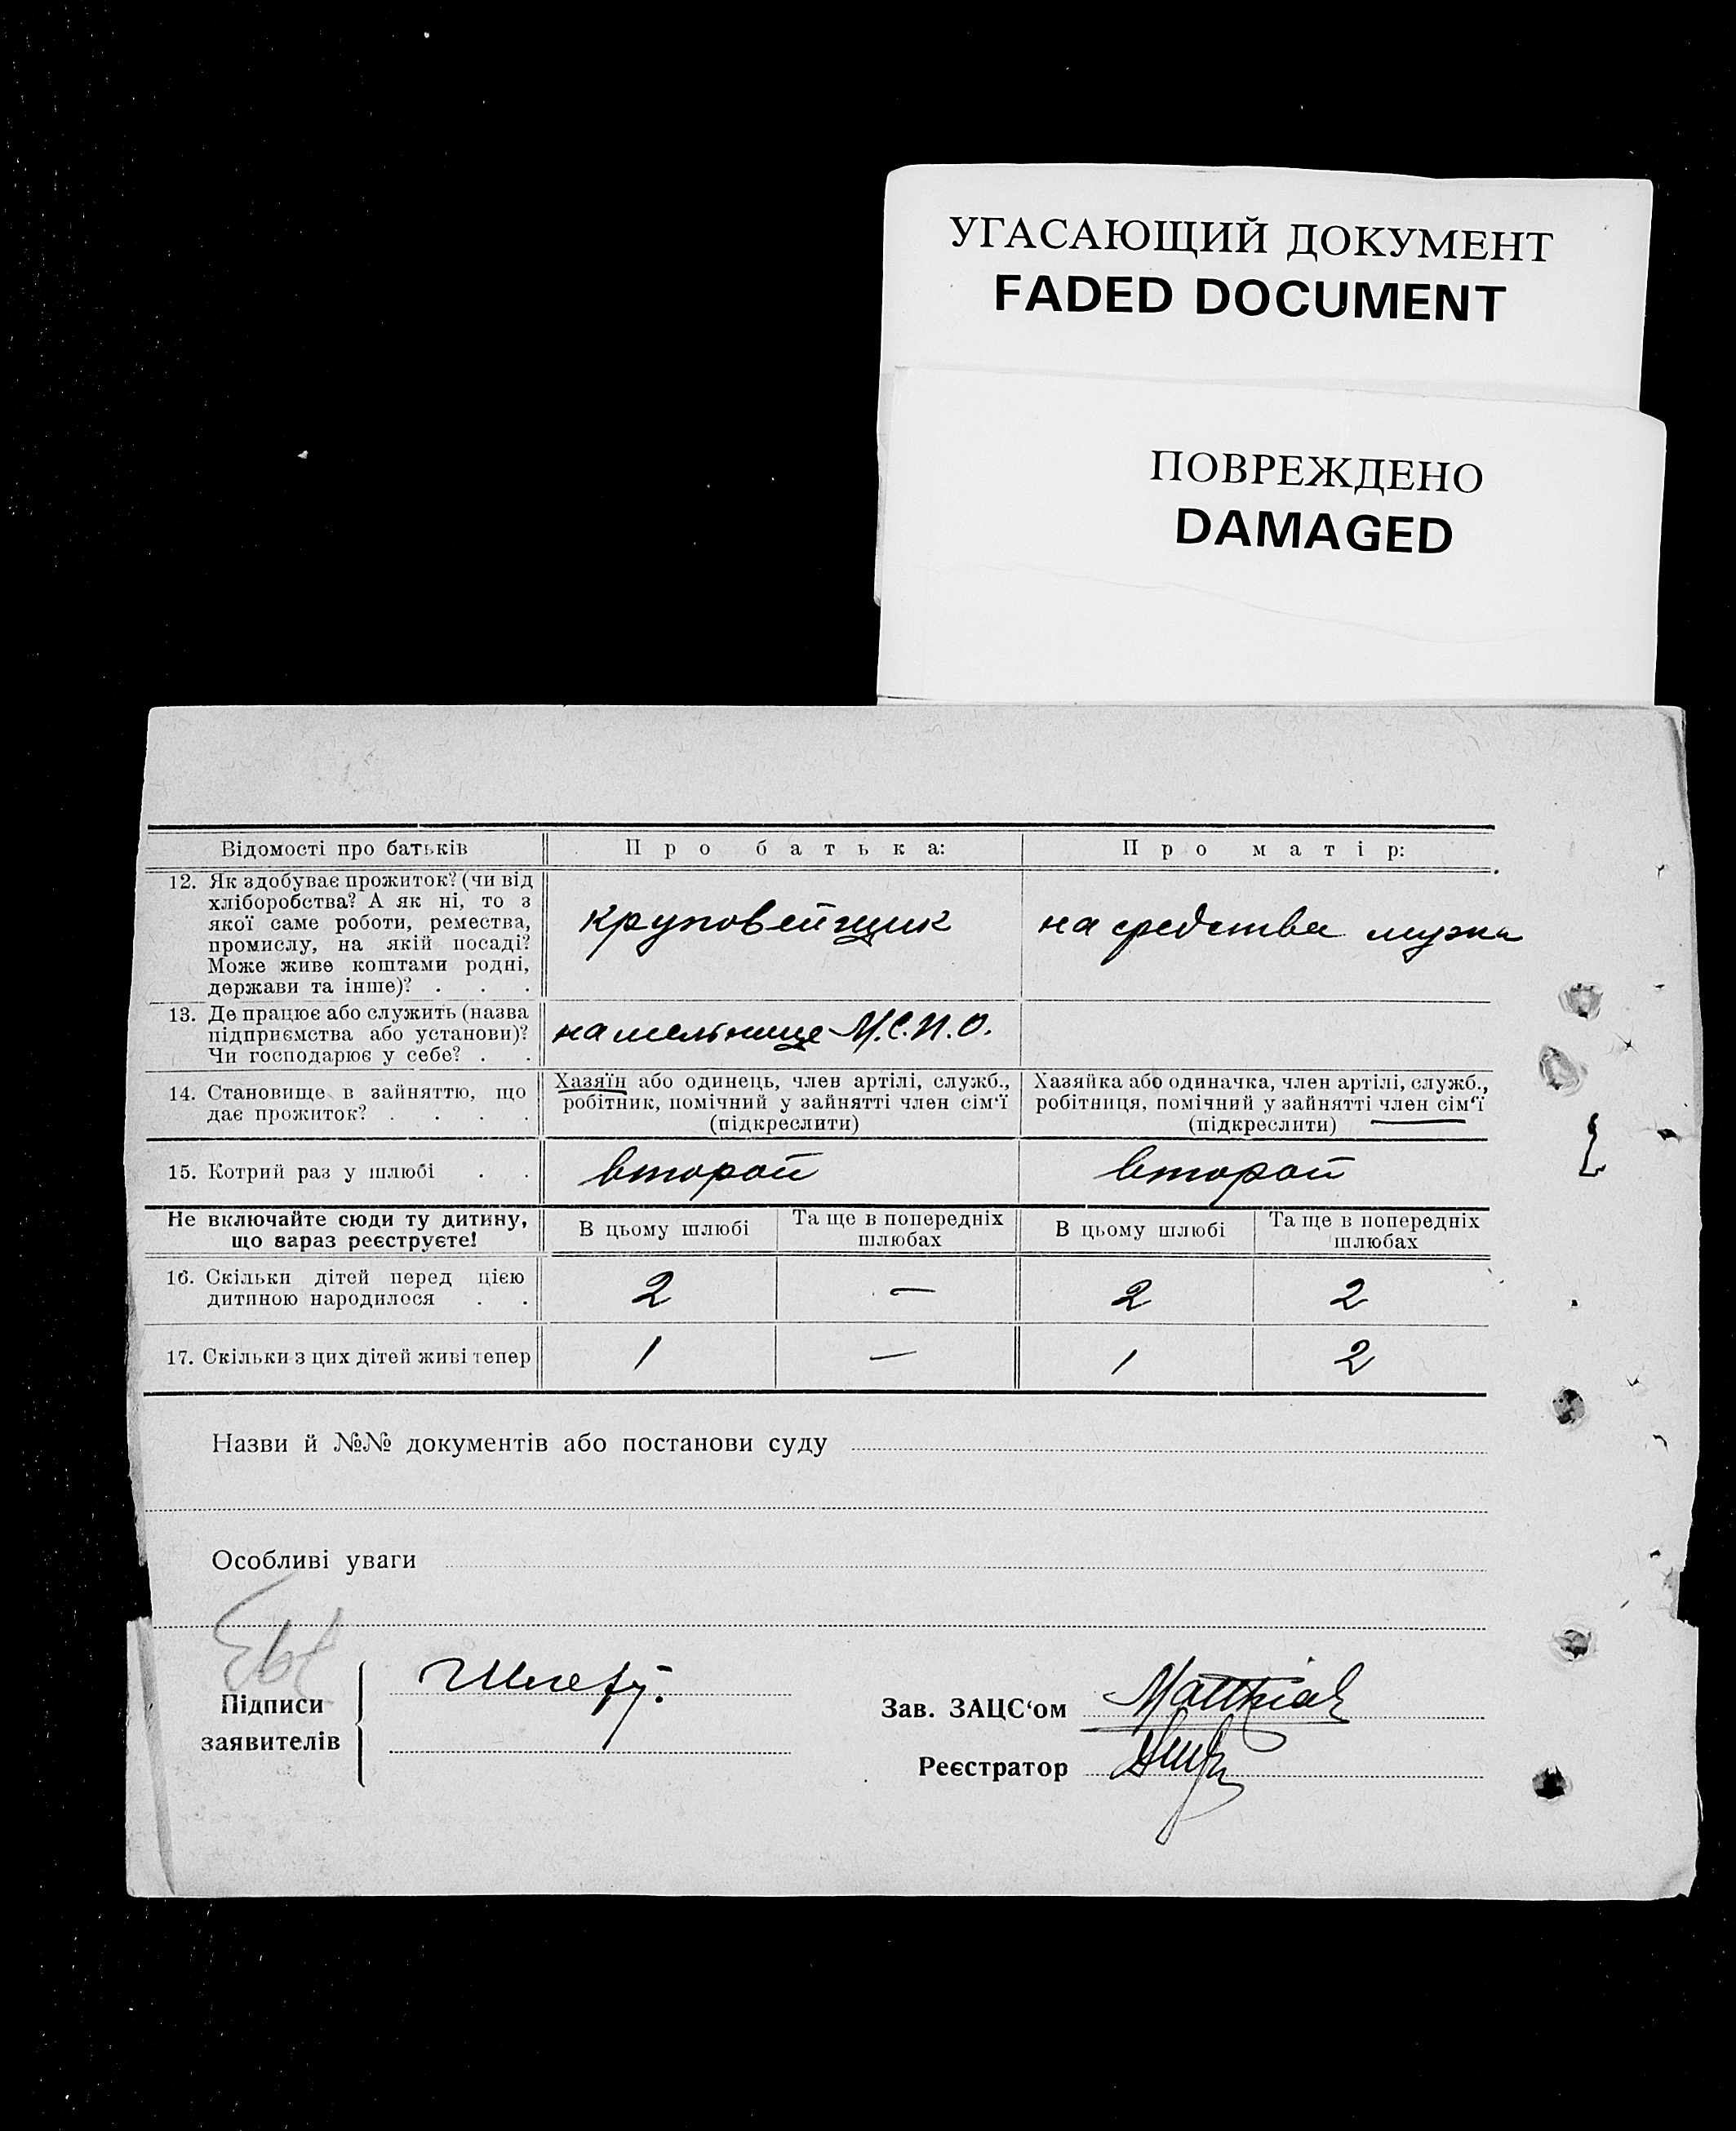 УГАСАЮЩИЙ ДОКУМЕНТ
FADED DOCUMENT
ПОВРЕЖДЕНО
DAMAGED
Відомості про батьків
Про батька:
Про матір:
12. Як здобуває прожиток? (чи від
хліборобства? А як ні, то з
якої саме роботи, ремества,
промислу, на якій посаді?
Може живе коштами родні,
держави та інше)? . . .
круповейщик
на средства мужа
13. Де працює або служить (назва
підприємства або установи)?
Чи господарює у себе? . .
на мельнице М.С.П.О.
14. Становище в зайняттю, що
дає прожиток? . . . .
Хазяїн або одинець, член артілі, служб.,
робітник, помічний у зайнятті член сім'ї
(підкреслити)
Хазяйка або одиначка, член артілі, служб.,
робітниця, помічний у зайнятті член сім'ї
(підкреслити)
15. Котрий раз у шлюбі . .
второй
второй
Не включайте сюди ту дитину,
що вараз реєструєте!
В цьому шлюбі
Та ще в попередніх
шлюбах
В цьому шлюбі
Та ще в попередніх
шлюбах
16. Скільки дітей перед цією
дитиною народилося . .
2
—
2
2
17. Скільки з цих дітей живі тепер
1
—
1
2
Назви й №№ документів або постанови суду
Особливі уваги
Підписи
заявителів
Зав. ЗАЦС'ом
Реєстратор